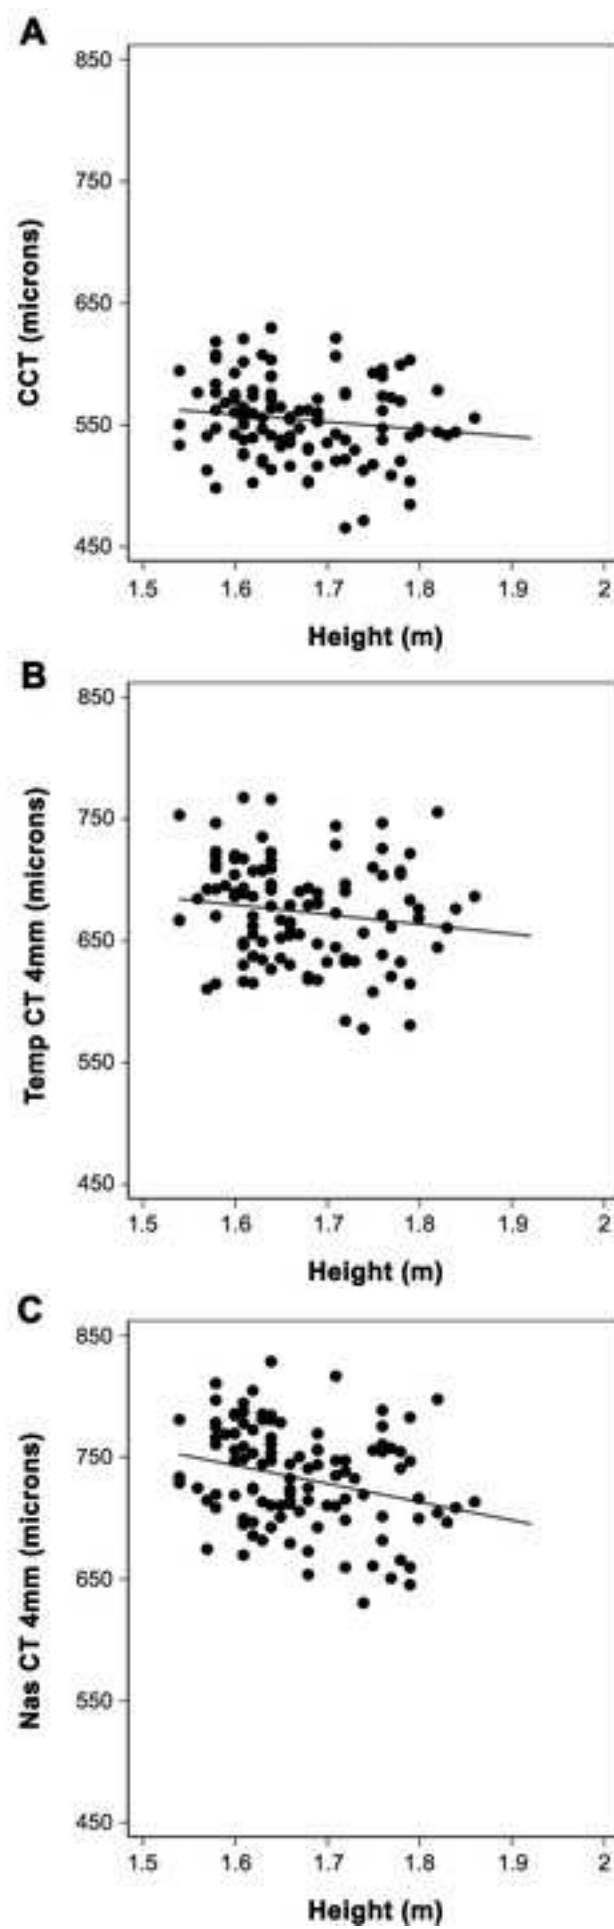 A
850
750
650
550
450
CCT (microns)
1.5 1.6 1.7 1.8 1.9 2
Height (m)
B
850
750
650
550
450
Temp CT 4mm (microns)
1.5 1.6 1.7 1.8 1.9 2
Height (m)
C
850
750
650
550
450
Nas CT 4mm (microns)
1.5 1.6 1.7 1.8 1.9 2
Height (m)